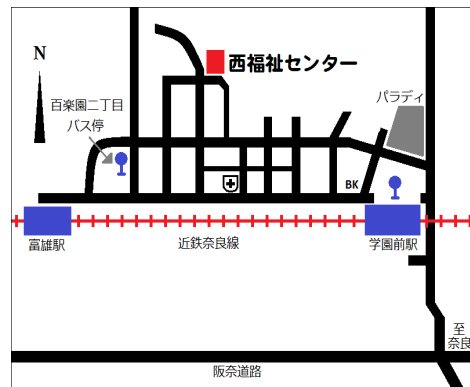 N
西福祉センター
パラディ
百楽園二丁目
バス停
BK
富雄駅
近鉄奈良線
学園前駅
至
奈良
阪奈道路